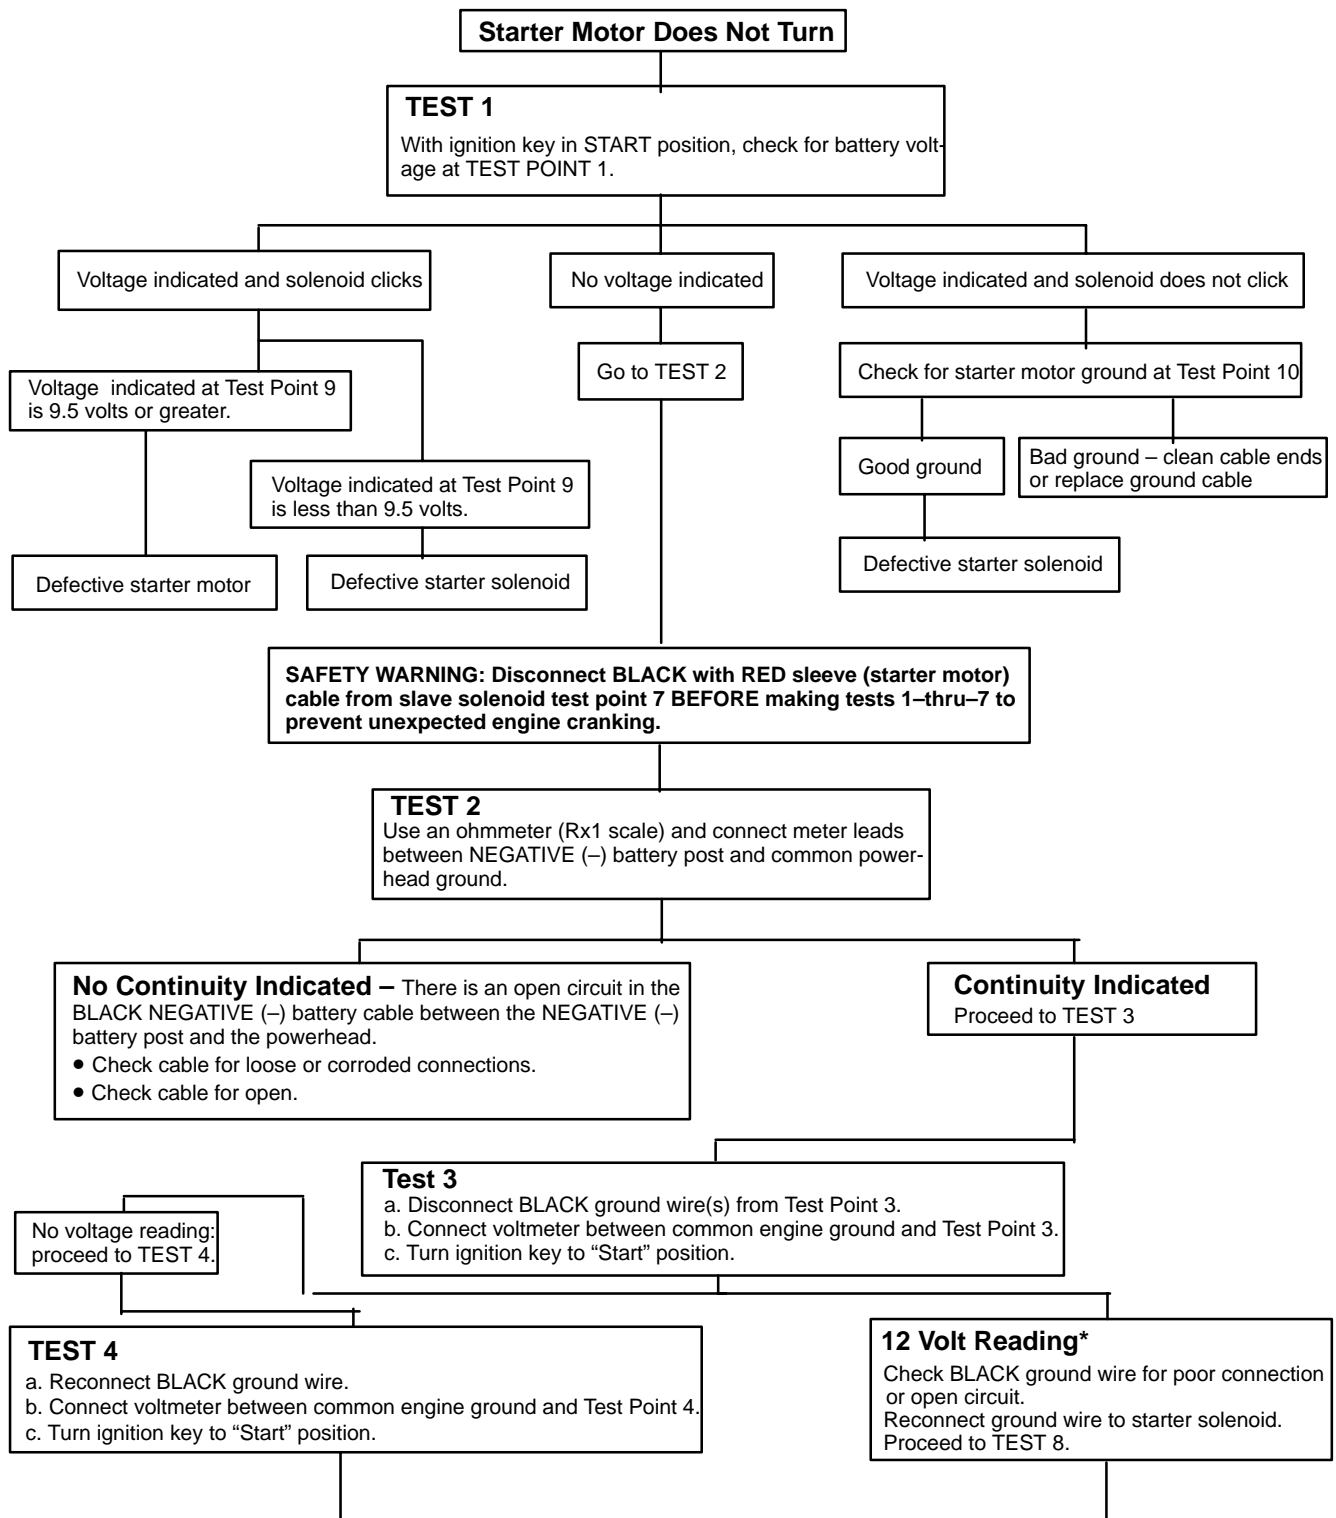 Starter Motor Does Not Turn
TEST 1
With ignition key in START position, check for battery volt-
age at TEST POINT 1.
Voltage indicated and solenoid clicks
No voltage indicated
Voltage indicated and solenoid does not click
Voltage indicated at Test Point 9
is 9.5 volts or greater.
Go to TEST 2
Check for starter motor ground at Test Point 10
Voltage indicated at Test Point 9
is less than 9.5 volts.
Good ground
Bad ground – clean cable ends
or replace ground cable
Defective starter motor
Defective starter solenoid
Defective starter solenoid
SAFETY WARNING: Disconnect BLACK with RED sleeve (starter motor)
cable from slave solenoid test point 7 BEFORE making tests 1–thru–7 to
prevent unexpected engine cranking.
TEST 2
Use an ohmmeter (Rx1 scale) and connect meter leads
between NEGATIVE (–) battery post and common power-
head ground.
No Continuity Indicated – There is an open circuit in the
BLACK NEGATIVE (–) battery cable between the NEGATIVE (–)
battery post and the powerhead.
• Check cable for loose or corroded connections.
• Check cable for open.
Continuity Indicated
Proceed to TEST 3
Test 3
a. Disconnect BLACK ground wire(s) from Test Point 3.
b. Connect voltmeter between common engine ground and Test Point 3.
c. Turn ignition key to “Start” position.
No voltage reading:
proceed to TEST 4.
TEST 4
a. Reconnect BLACK ground wire.
b. Connect voltmeter between common engine ground and Test Point 4.
c. Turn ignition key to “Start” position.
12 Volt Reading*
Check BLACK ground wire for poor connection
or open circuit.
Reconnect ground wire to starter solenoid.
Proceed to TEST 8.